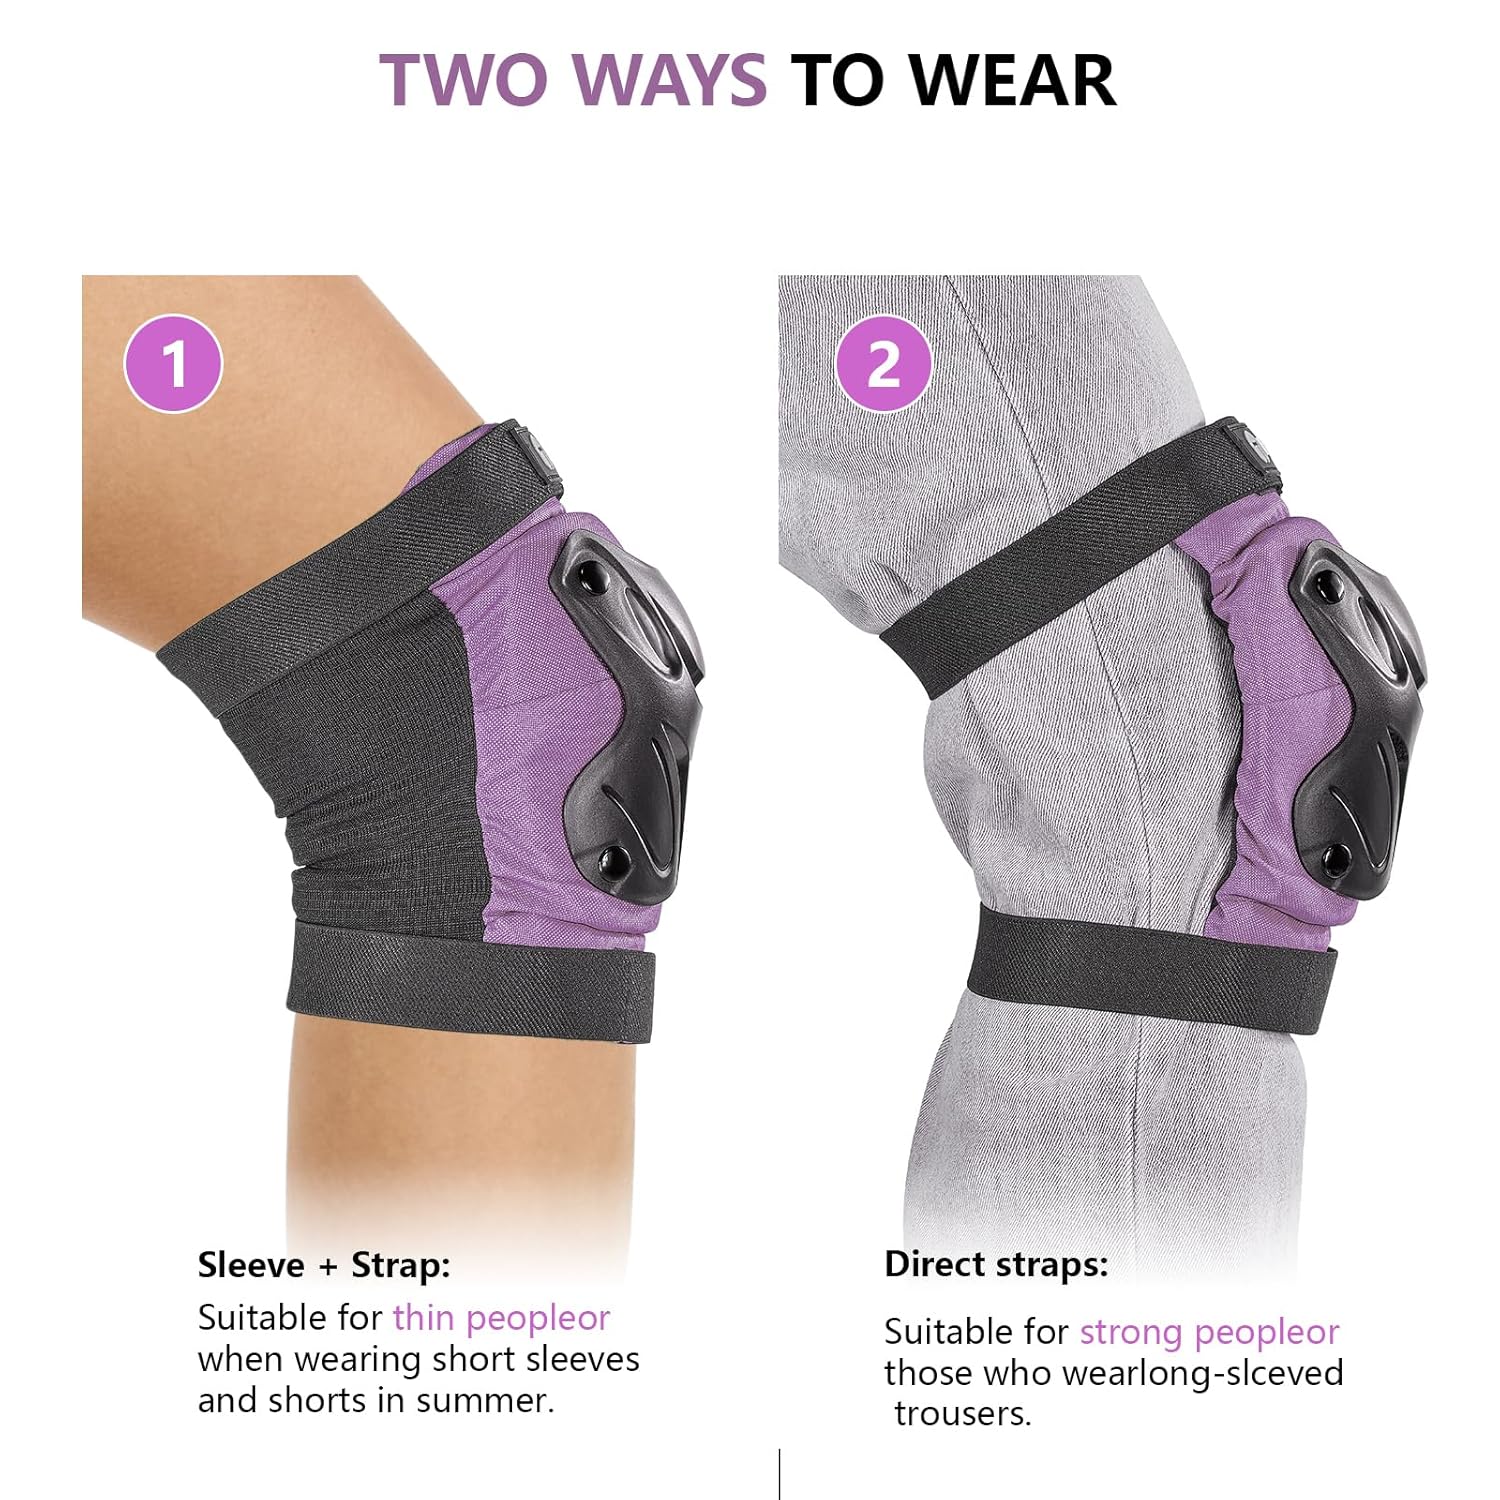 TWO WAYS TO WEAR
1
2
Sleeve + Strap:
Suitable for thin peopleor
when wearing short sleeves
and shorts in summer.
Direct straps:
Suitable for strong peopleor
those who wearlong-slceved
trousers.